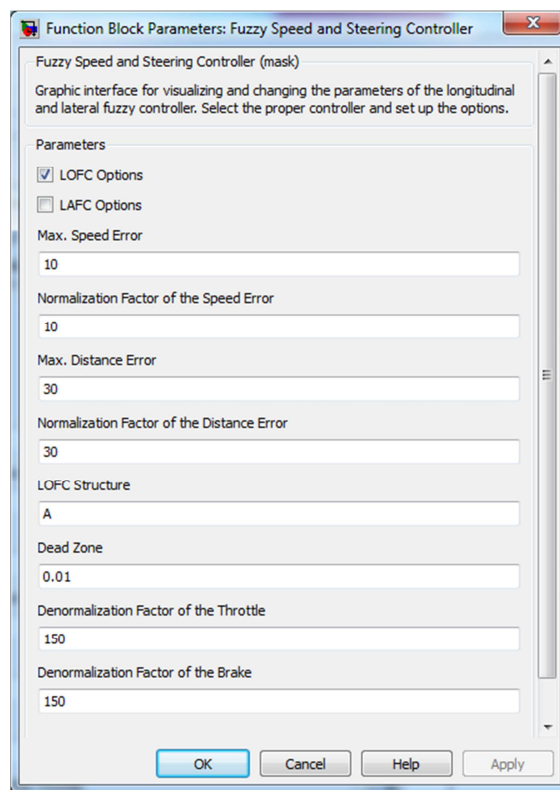 Function Block Parameters: Fuzzy Speed and Steering Controller
Fuzzy Speed and Steering Controller (mask)
Graphic interface for visualizing and changing the parameters of the longitudinal
and lateral fuzzy controller. Select the proper controller and set up the options.
Parameters
LOFC Options
LAFC Options
Max. Speed Error
10
Normalization Factor of the Speed Error
10
Max. Distance Error
30
Normalization Factor of the Distance Error
30
LOFC Structure
A
Dead Zone
0.01
Denormalization Factor of the Throttle
150
Denormalization Factor of the Brake
150
OK Cancel Help Apply